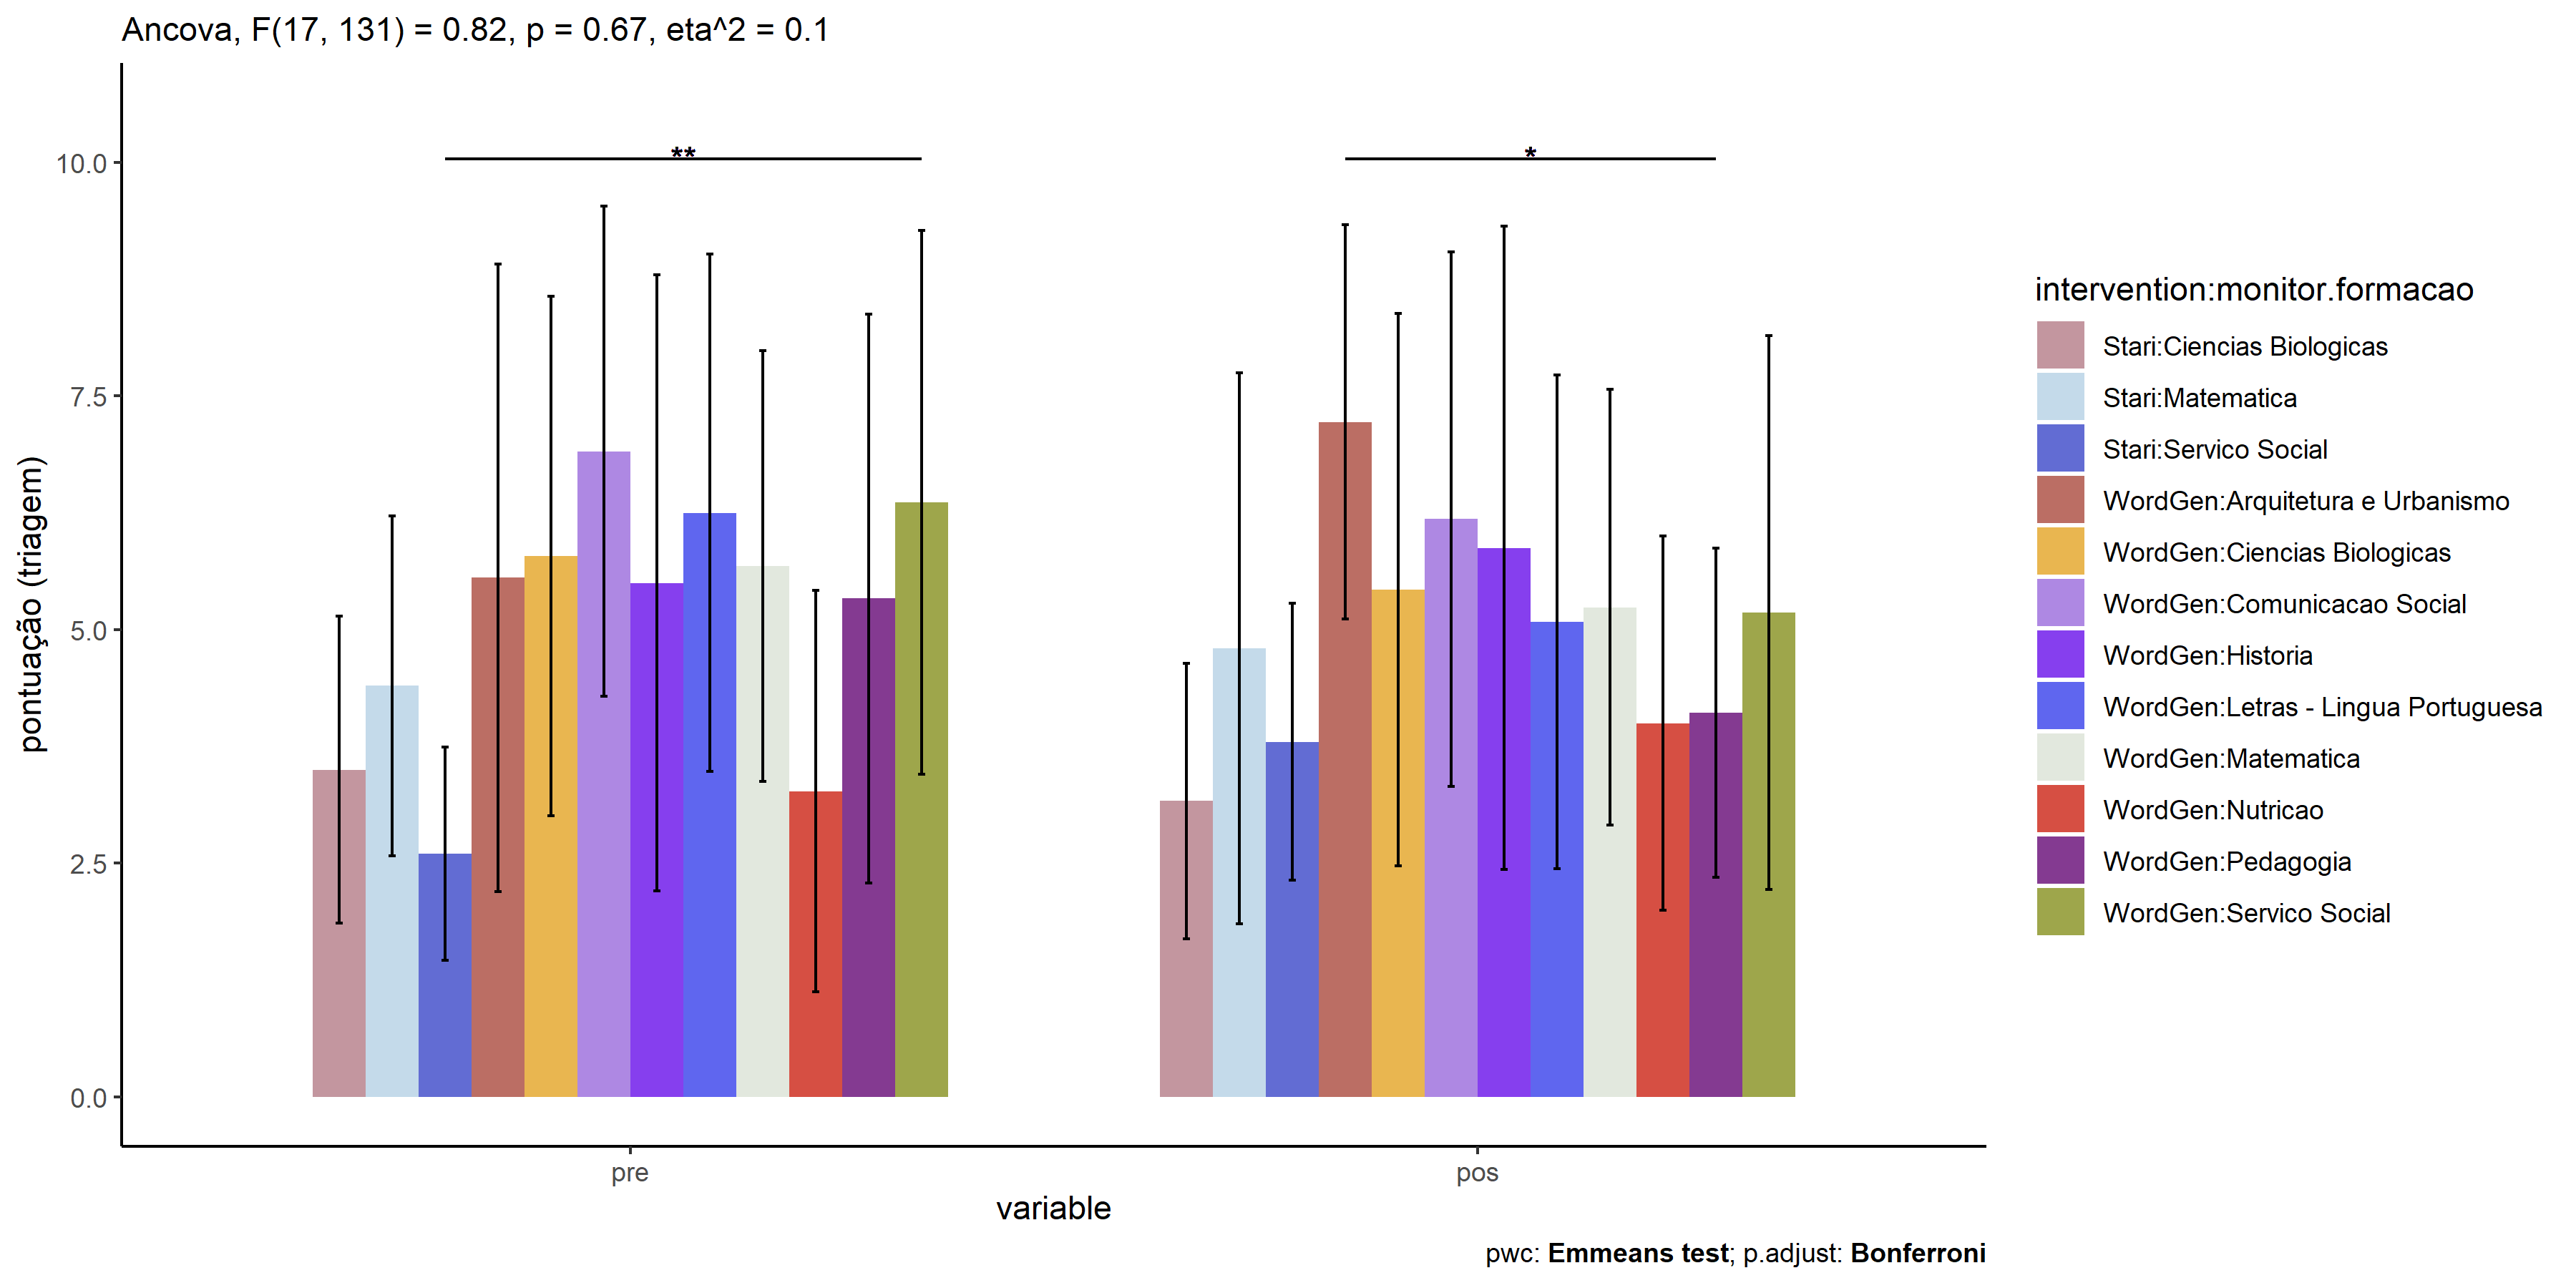 Ancova, F(17, 131) = 0.82, p = 0.67, eta^2 = 0.1
**
*
10.0
7.5
5.0
2.5
0.0
pontuação (triagem)
pre
pos
variable
intervention:monitor.formacao
Stari:Ciencias Biologicas
Stari:Matematica
Stari:Servico Social
WordGen:Arquitetura e Urbanismo
WordGen:Ciencias Biologicas
WordGen:Comunicacao Social
WordGen:Historia
WordGen:Letras - Lingua Portuguesa
WordGen:Matematica
WordGen:Nutricao
WordGen:Pedagogia
WordGen:Servico Social
pwc: Emmeans test; p.adjust: Bonferroni